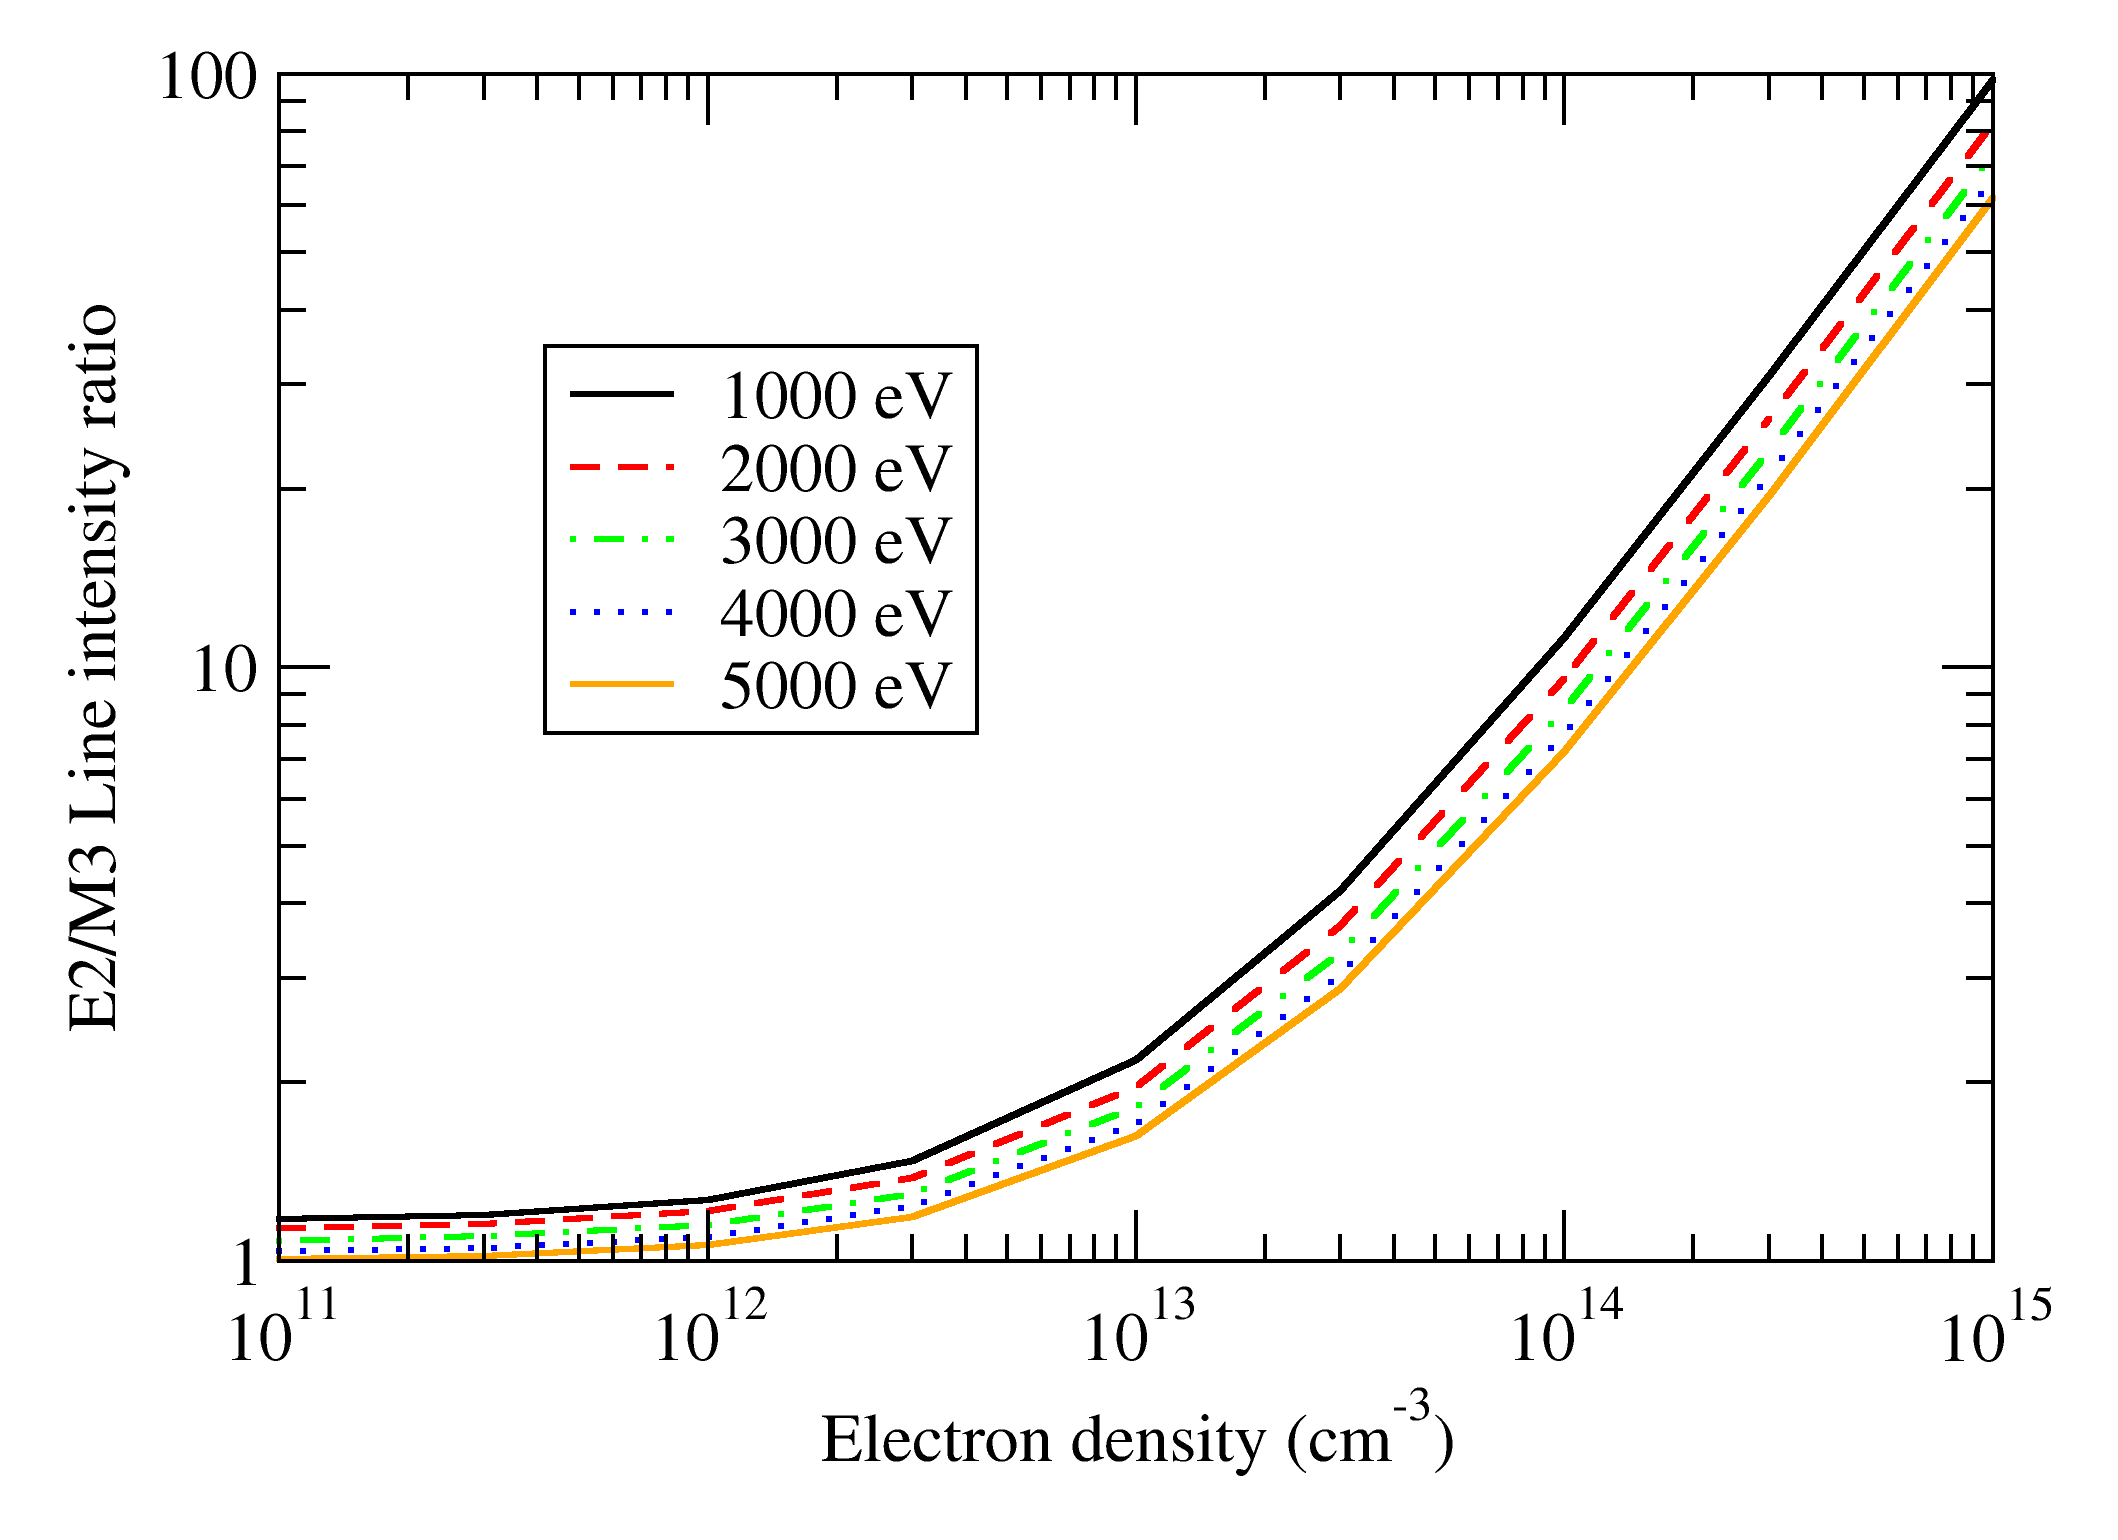 100
10
1
E2/M3 Line intensity ratio
1000 eV
2000 eV
3000 eV
4000 eV
5000 eV
10^11 10^12 10^13 10^14 10^15
Electron density (cm^-3)